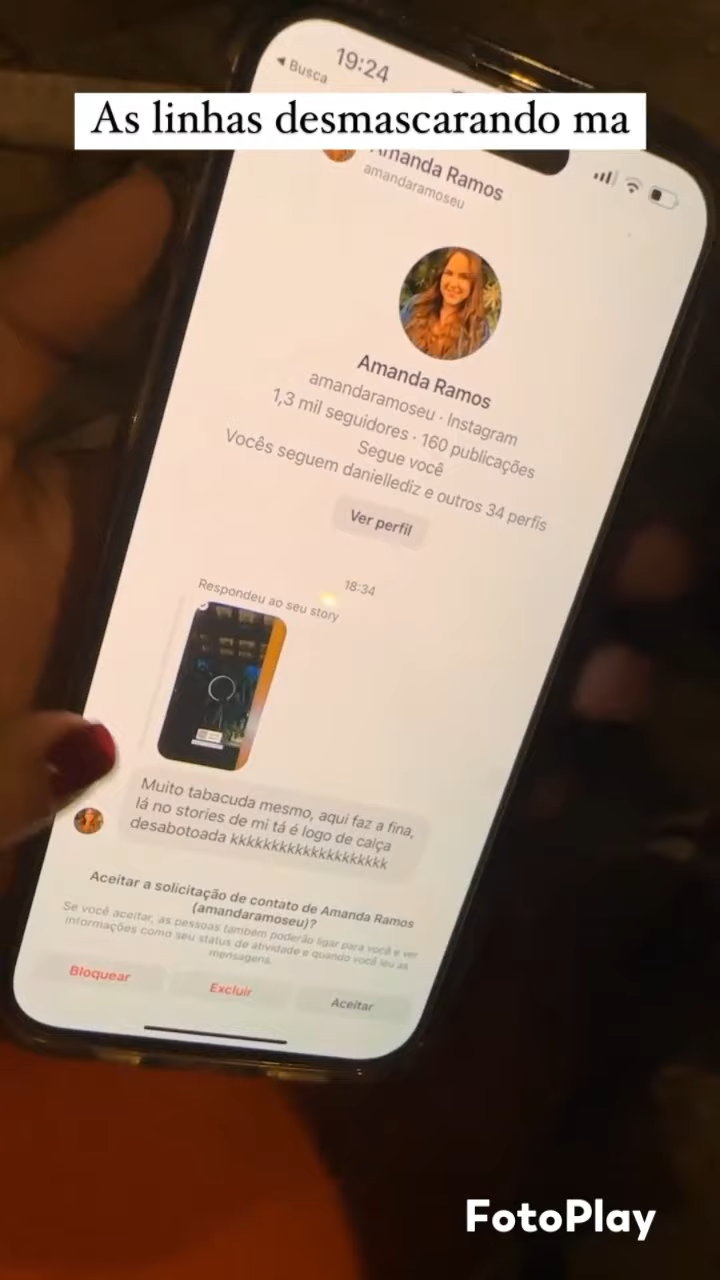 19:24
◀ Busca
As linhas desmascarando ma
Amanda Ramos
amandaramoseu
Amanda Ramos
amandaramoseu · Instagram
1,3 mil seguidores · 160 publicações
Segue você
Vocês seguem daniellediz e outros 34 perfis
Ver perfil
18:34
Respondeu ao seu story
Muito tabacuda mesmo, aqui faz a fina,
lá no stories de mi tá é logo de calça
desabotoada kkkkkkkkkkkkkkkkkkk
Aceitar a solicitação de contato de Amanda Ramos
(amandaramoseu)?
Se você aceitar, as pessoas também poderão ligar para você e ver
informações como seu status de atividade e quando você leu as
mensagens.
Bloquear
Excluir
Aceitar
FotoPlay